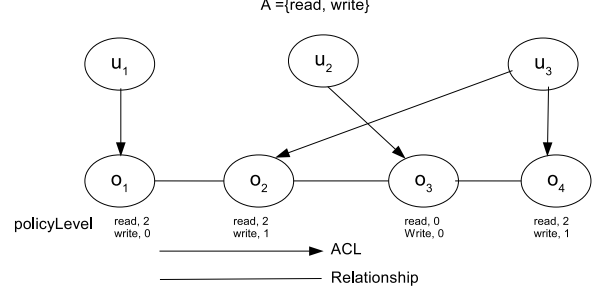 A ={read, write}
u1 u2 u3
o1 o2 o3 o4
policyLevel read, 2 read, 2 read, 0 read, 2
write, 0 write, 1 Write, 0 write, 1
ACL
Relationship